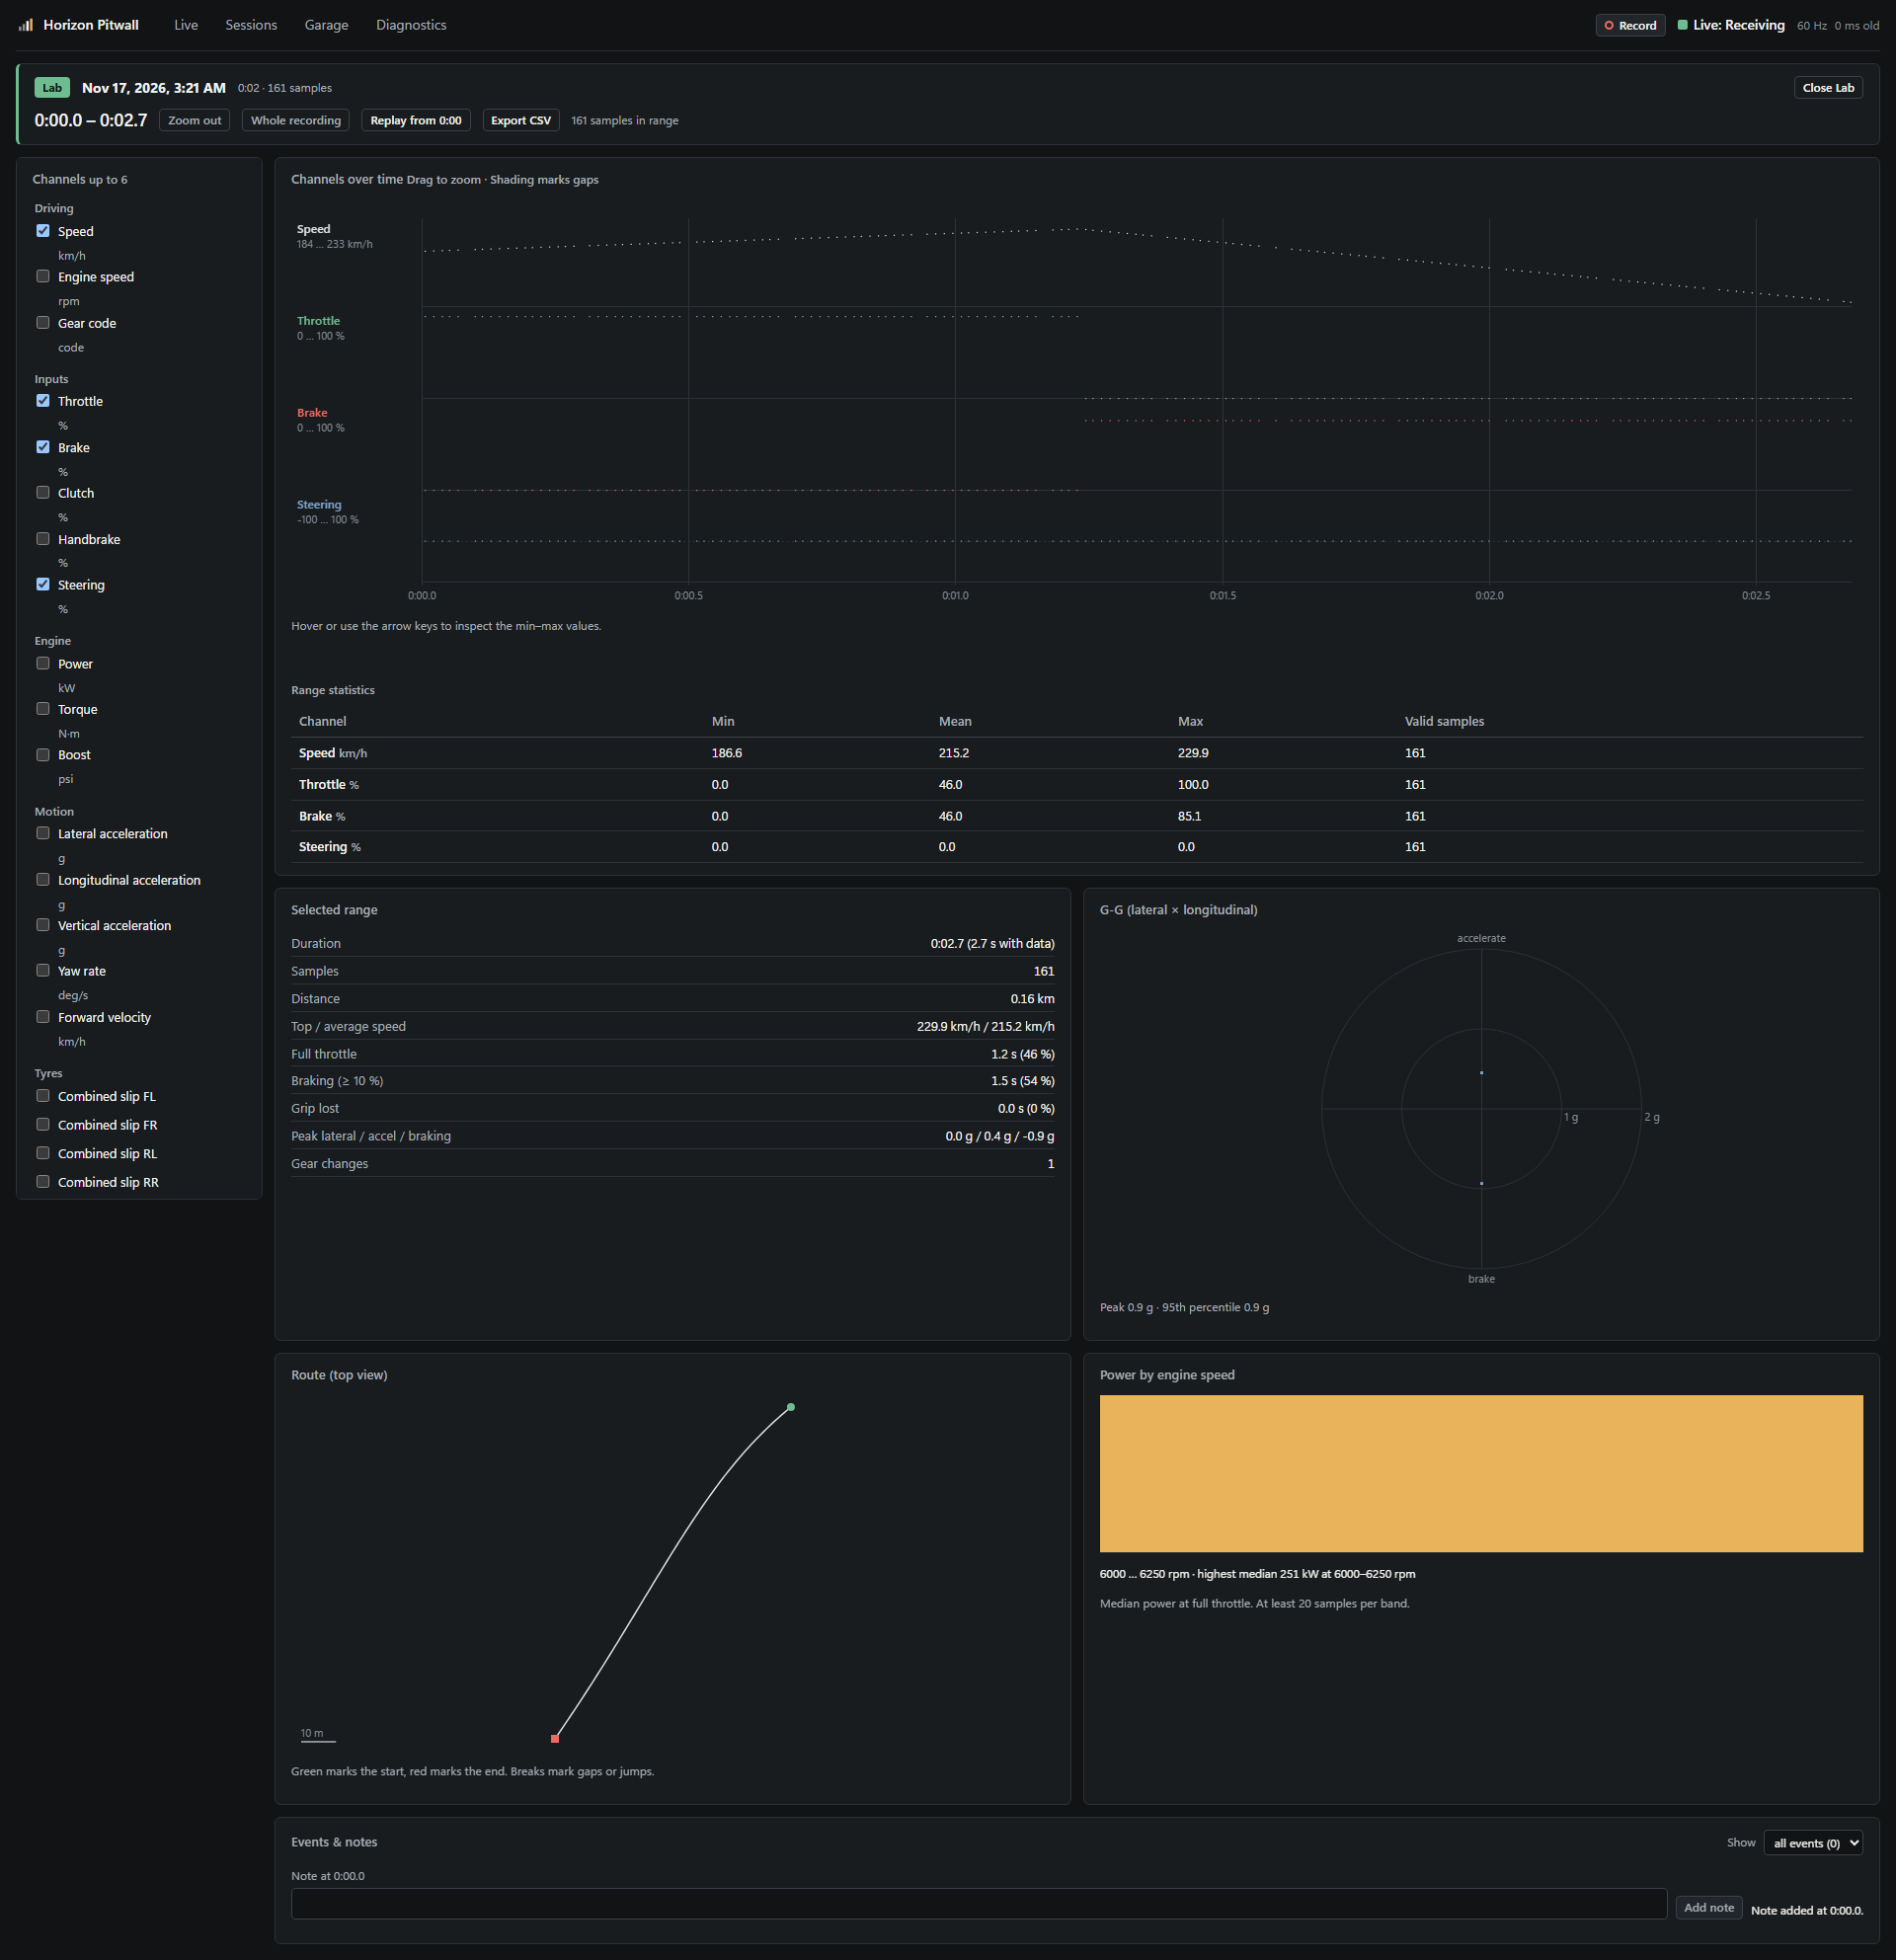 Horizon Pitwall Live Sessions Garage Diagnostics Record Live: Receiving 60 Hz 0 ms old
Lab Nov 17, 2026, 3:21 AM 0:02 · 161 samples Close Lab
0:00.0 – 0:02.7 Zoom out Whole recording Replay from 0:00 Export CSV 161 samples in range
Channels up to 6
Driving
Speed
km/h
Engine speed
rpm
Gear code
code
Inputs
Throttle
%
Brake
%
Clutch
%
Handbrake
%
Steering
%
Engine
Power
kW
Torque
N·m
Boost
psi
Motion
Lateral acceleration
g
Longitudinal acceleration
g
Vertical acceleration
g
Yaw rate
deg/s
Forward velocity
km/h
Tyres
Combined slip FL
Combined slip FR
Combined slip RL
Combined slip RR
Channels over time Drag to zoom · Shading marks gaps
Speed
184 ... 233 km/h
Throttle
0 ... 100 %
Brake
0 ... 100 %
Steering
-100 ... 100 %
0:00.0 0:00.5 0:01.0 0:01.5 0:02.0 0:02.5
Hover or use the arrow keys to inspect the min–max values.
Range statistics
Channel Min Mean Max Valid samples
Speed km/h 186.6 215.2 229.9 161
Throttle % 0.0 46.0 100.0 161
Brake % 0.0 46.0 85.1 161
Steering % 0.0 0.0 0.0 161
Selected range
Duration 0:02.7 (2.7 s with data)
Samples 161
Distance 0.16 km
Top / average speed 229.9 km/h / 215.2 km/h
Full throttle 1.2 s (46 %)
Braking (≥ 10 %) 1.5 s (54 %)
Grip lost 0.0 s (0 %)
Peak lateral / accel / braking 0.0 g / 0.4 g / -0.9 g
Gear changes 1
G-G (lateral × longitudinal)
accelerate
1 g 2 g
brake
Peak 0.9 g · 95th percentile 0.9 g
Route (top view)
10 m
Green marks the start, red marks the end. Breaks mark gaps or jumps.
Power by engine speed
6000 ... 6250 rpm · highest median 251 kW at 6000–6250 rpm
Median power at full throttle. At least 20 samples per band.
Events & notes Show all events (0)
Note at 0:00.0
Add note Note added at 0:00.0.